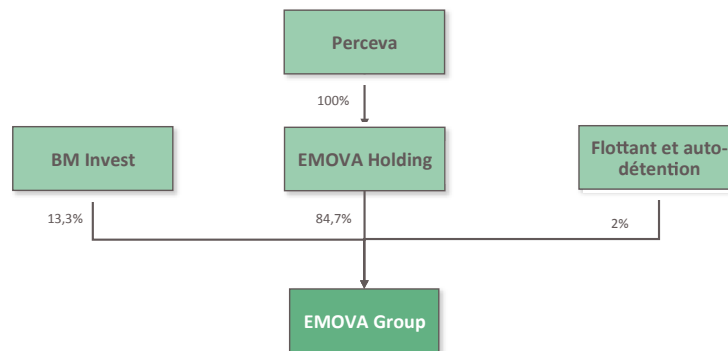 Perceva
100%
BM Invest
EMOVA Holding
Flottant et auto-
détention
13,3%
84,7%
2%
EMOVA Group